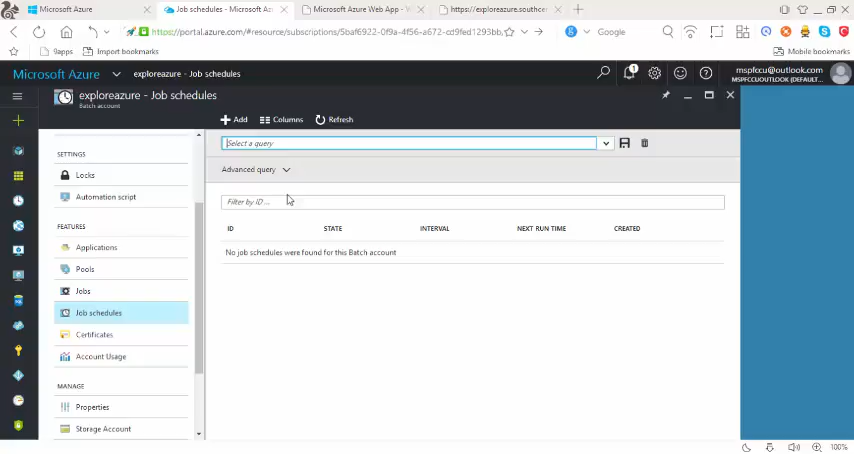 Microsoft Azure
Job schedules - Microsoft Az
Microsoft Azure Web App - V
https://exploreazure.southcer
https://portal.azure.com/#resource/subscriptions/5baf6922-0f9a-4f56-a672-cd9fed1293bb,
Google
9apps
Import bookmarks
Mobile bookmarks
Microsoft Azure
exploreazure - Job schedules
1
mspfccu@outlook.com
MSPFCCUOUTLOOK (DEFAULT...
exploreazure - Job schedules
Batch account
Add
Columns
Refresh
SETTINGS
Locks
Automation script
FEATURES
Applications
Pools
Jobs
Job schedules
Certificates
Account Usage
MANAGE
Properties
Storage Account
Select a query
Advanced query
Filter by ID ...
ID STATE INTERVAL NEXT RUN TIME CREATED
No job schedules were found for this Batch account
100%